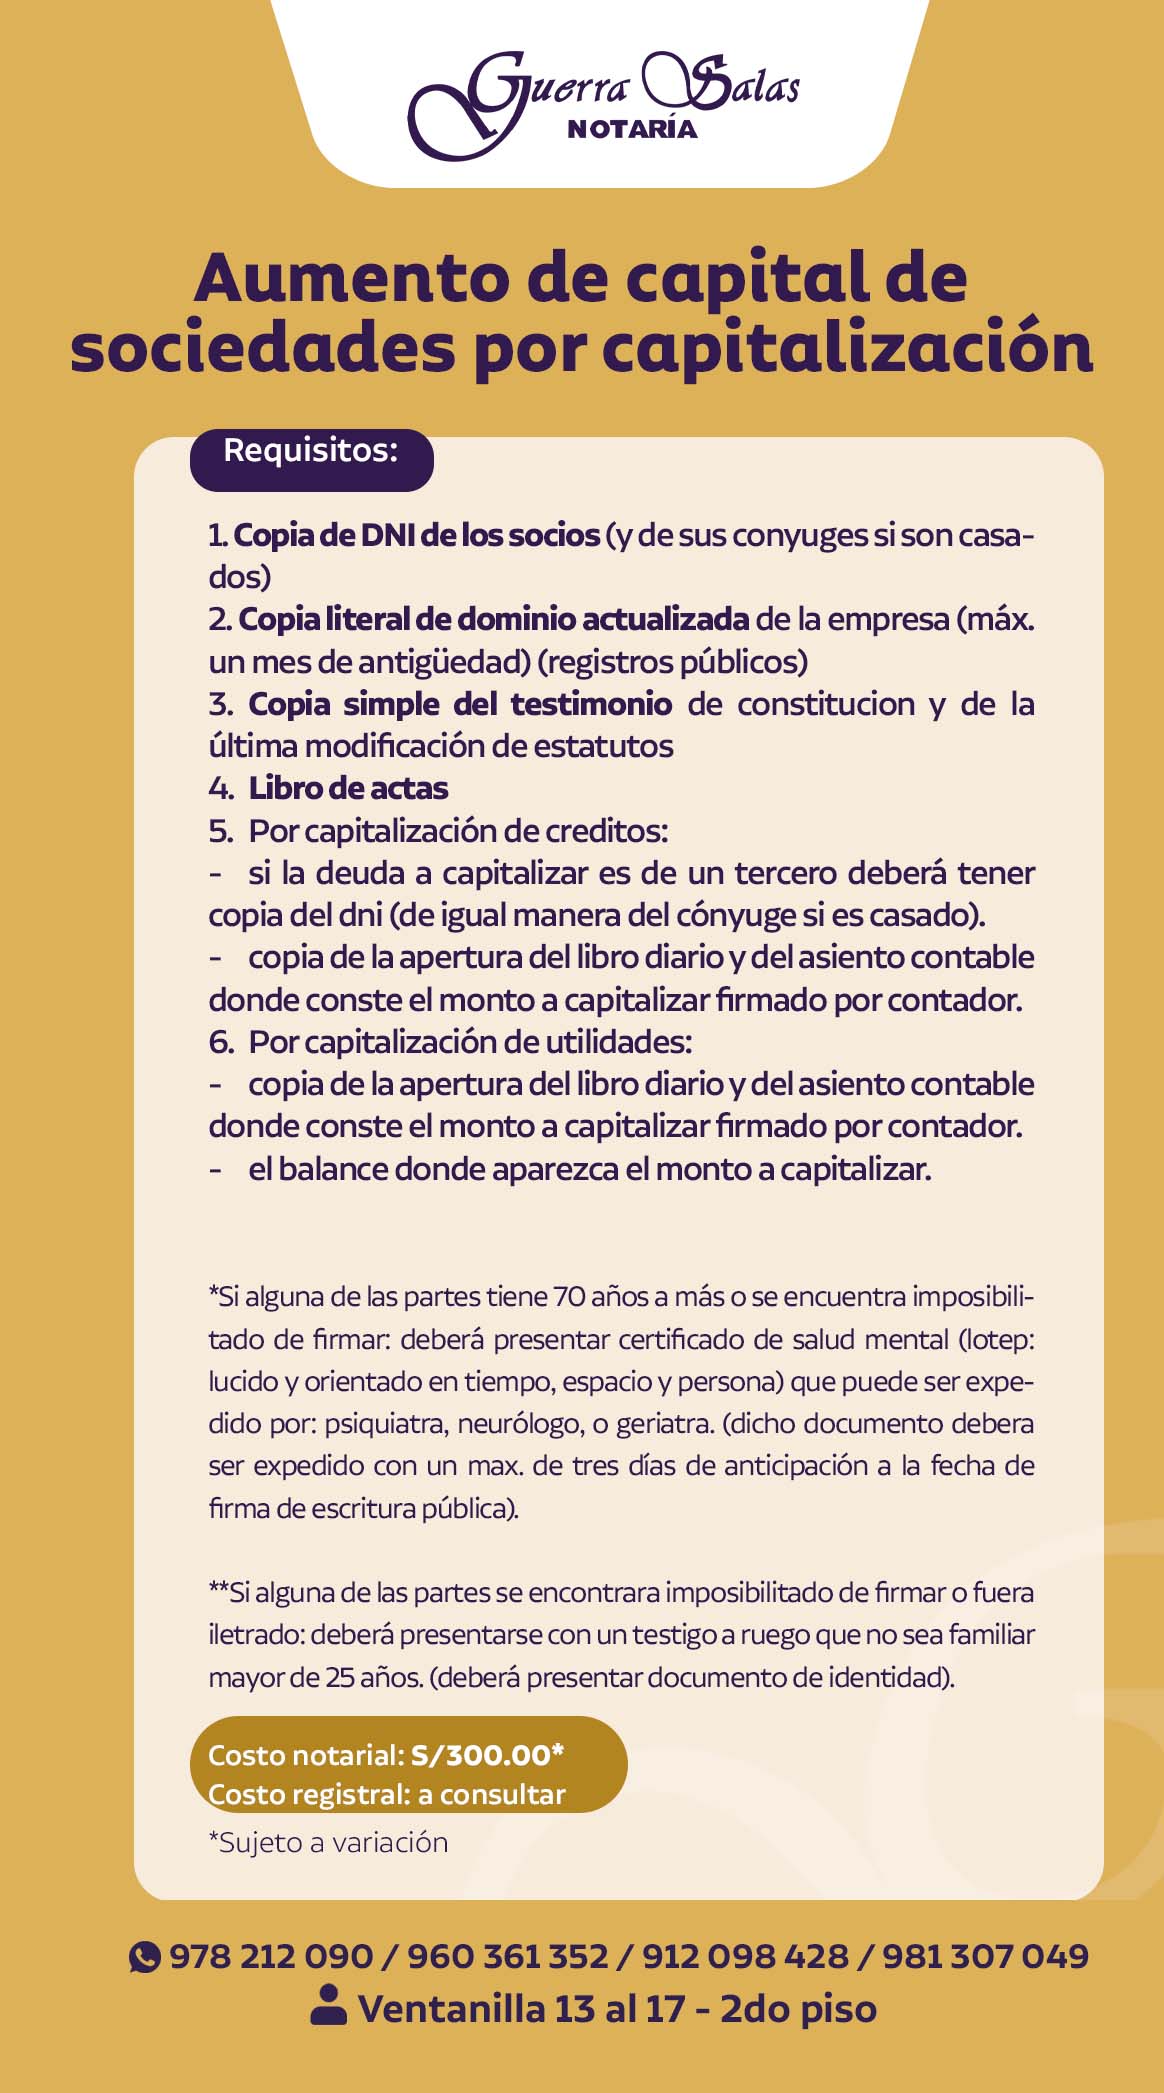 Guerra Salas
NOTARÍA
Aumento de capital de
sociedades por capitalización
Requisitos:
1. Copia de DNI de los socios (y de sus conyuges si son casa-
dos)
2. Copia literal de dominio actualizada de la empresa (máx.
un mes de antigüedad) (registros públicos)
3. Copia simple del testimonio de constitucion y de la
última modificación de estatutos
4. Libro de actas
5. Por capitalización de creditos:
- si la deuda a capitalizar es de un tercero deberá tener
copia del dni (de igual manera del cónyuge si es casado).
- copia de la apertura del libro diario y del asiento contable
donde conste el monto a capitalizar firmado por contador.
6. Por capitalización de utilidades:
- copia de la apertura del libro diario y del asiento contable
donde conste el monto a capitalizar firmado por contador.
- el balance donde aparezca el monto a capitalizar.
*Si alguna de las partes tiene 70 años a más o se encuentra imposibili-
tado de firmar: deberá presentar certificado de salud mental (lotep:
lucido y orientado en tiempo, espacio y persona) que puede ser expe-
dido por: psiquiatra, neurólogo, o geriatra. (dicho documento debera
ser expedido con un max. de tres días de anticipación a la fecha de
firma de escritura pública).
**Si alguna de las partes se encontrara imposibilitado de firmar o fuera
iletrado: deberá presentarse con un testigo a ruego que no sea familiar
mayor de 25 años. (deberá presentar documento de identidad).
Costo notarial: S/300.00*
Costo registral: a consultar
*Sujeto a variación
978 212 090 / 960 361 352 / 912 098 428 / 981 307 049
Ventanilla 13 al 17 - 2do piso